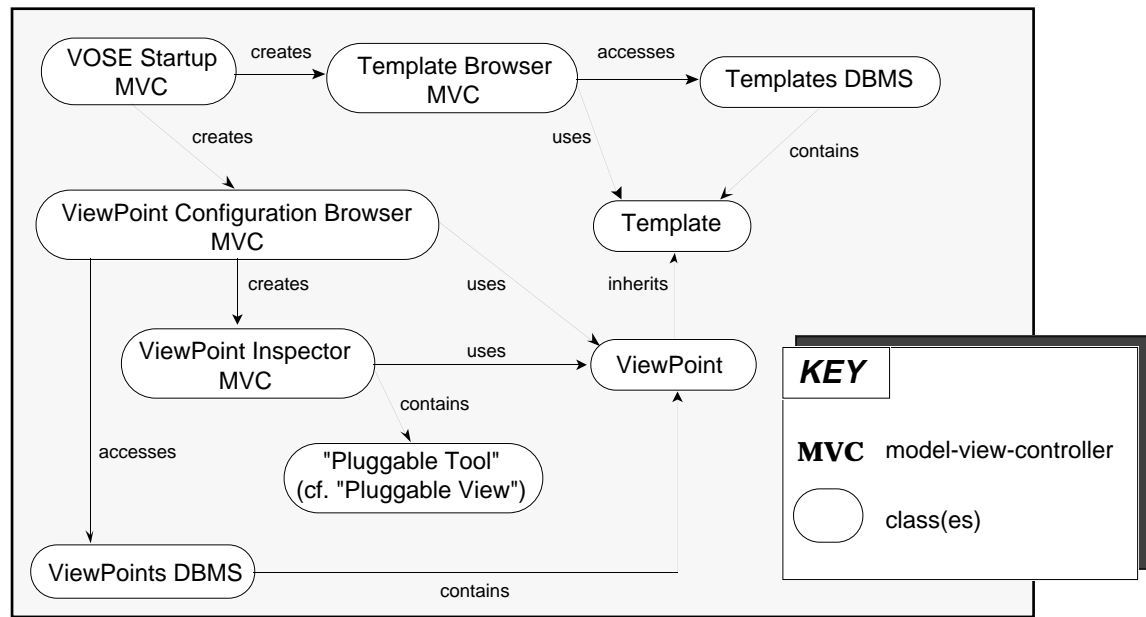 VOSE Startup
MVC
creates
Template Browser
MVC
accesses
Templates DBMS
creates
uses
contains
ViewPoint Configuration Browser
MVC
Template
creates
uses
inherits
ViewPoint Inspector
MVC
uses
ViewPoint
contains
accesses
"Pluggable Tool"
(cf. "Pluggable View")
ViewPoints DBMS
contains
KEY
MVC model-view-controller
class(es)